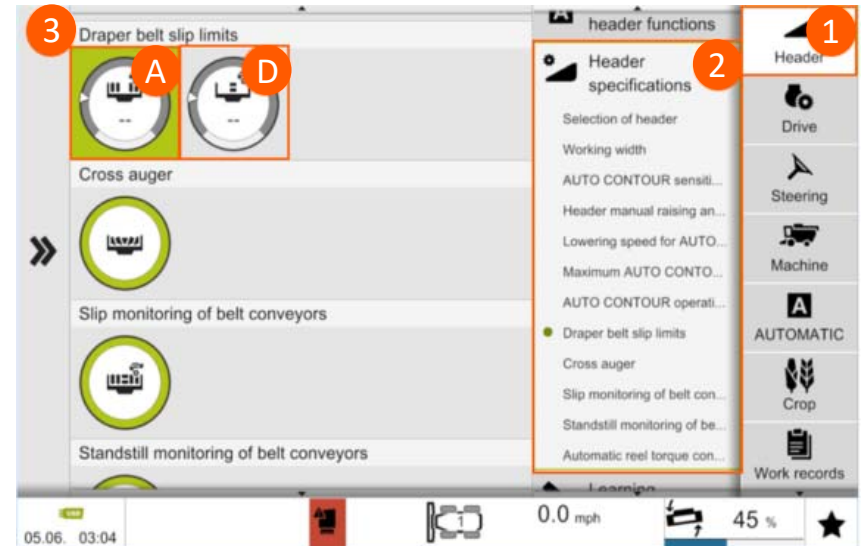 3
Draper belt slip limits
A
D
--
--
Cross auger
Slip monitoring of belt conveyors
Standstill monitoring of belt conveyors
A
header functions
2
Header
specifications
Selection of header
Working width
AUTO CONTOUR sensiti...
Header manual raising an...
Lowering speed for AUTO...
Maximum AUTO CONTO...
AUTO CONTOUR operati...
Draper belt slip limits
Cross auger
Slip monitoring of belt con...
Standstill monitoring of be...
Automatic reel torque con...
Learning
1
Header
Drive
Steering
Machine
A
AUTOMATIC
Crop
Work records
USB
05.06. 03:04
1
0.0 mph
45 %